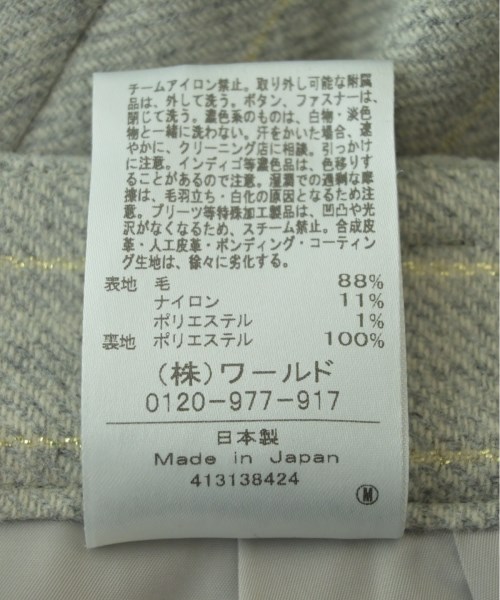 チームアイロン禁止。取り外し可能な附属
品は、外して洗う。ボタン、ファスナーは、
閉じて洗う。濃色系のものは、白物・淡色
物と一緒に洗わない。汗をかいた場合、速
やかに、クリーニング店に相談。引っかけ
に注意。インディゴ等濃色品は、色移りす
ることがあるので注意。湿潤での過剰な摩
擦は、毛羽立ち・白化の原因となるため注
意。プリーツ等特殊加工製品は、凹凸や光
沢がなくなるため、スチーム禁止。合成皮
革・人工皮革・ボンディング・コーティン
グ生地は、徐々に劣化する。
表地 毛 88%
ナイロン 11%
ポリエステル 1%
裏地 ポリエステル 100%
(株)ワールド
0120-977-917
日本製
Made in Japan
413138424
M